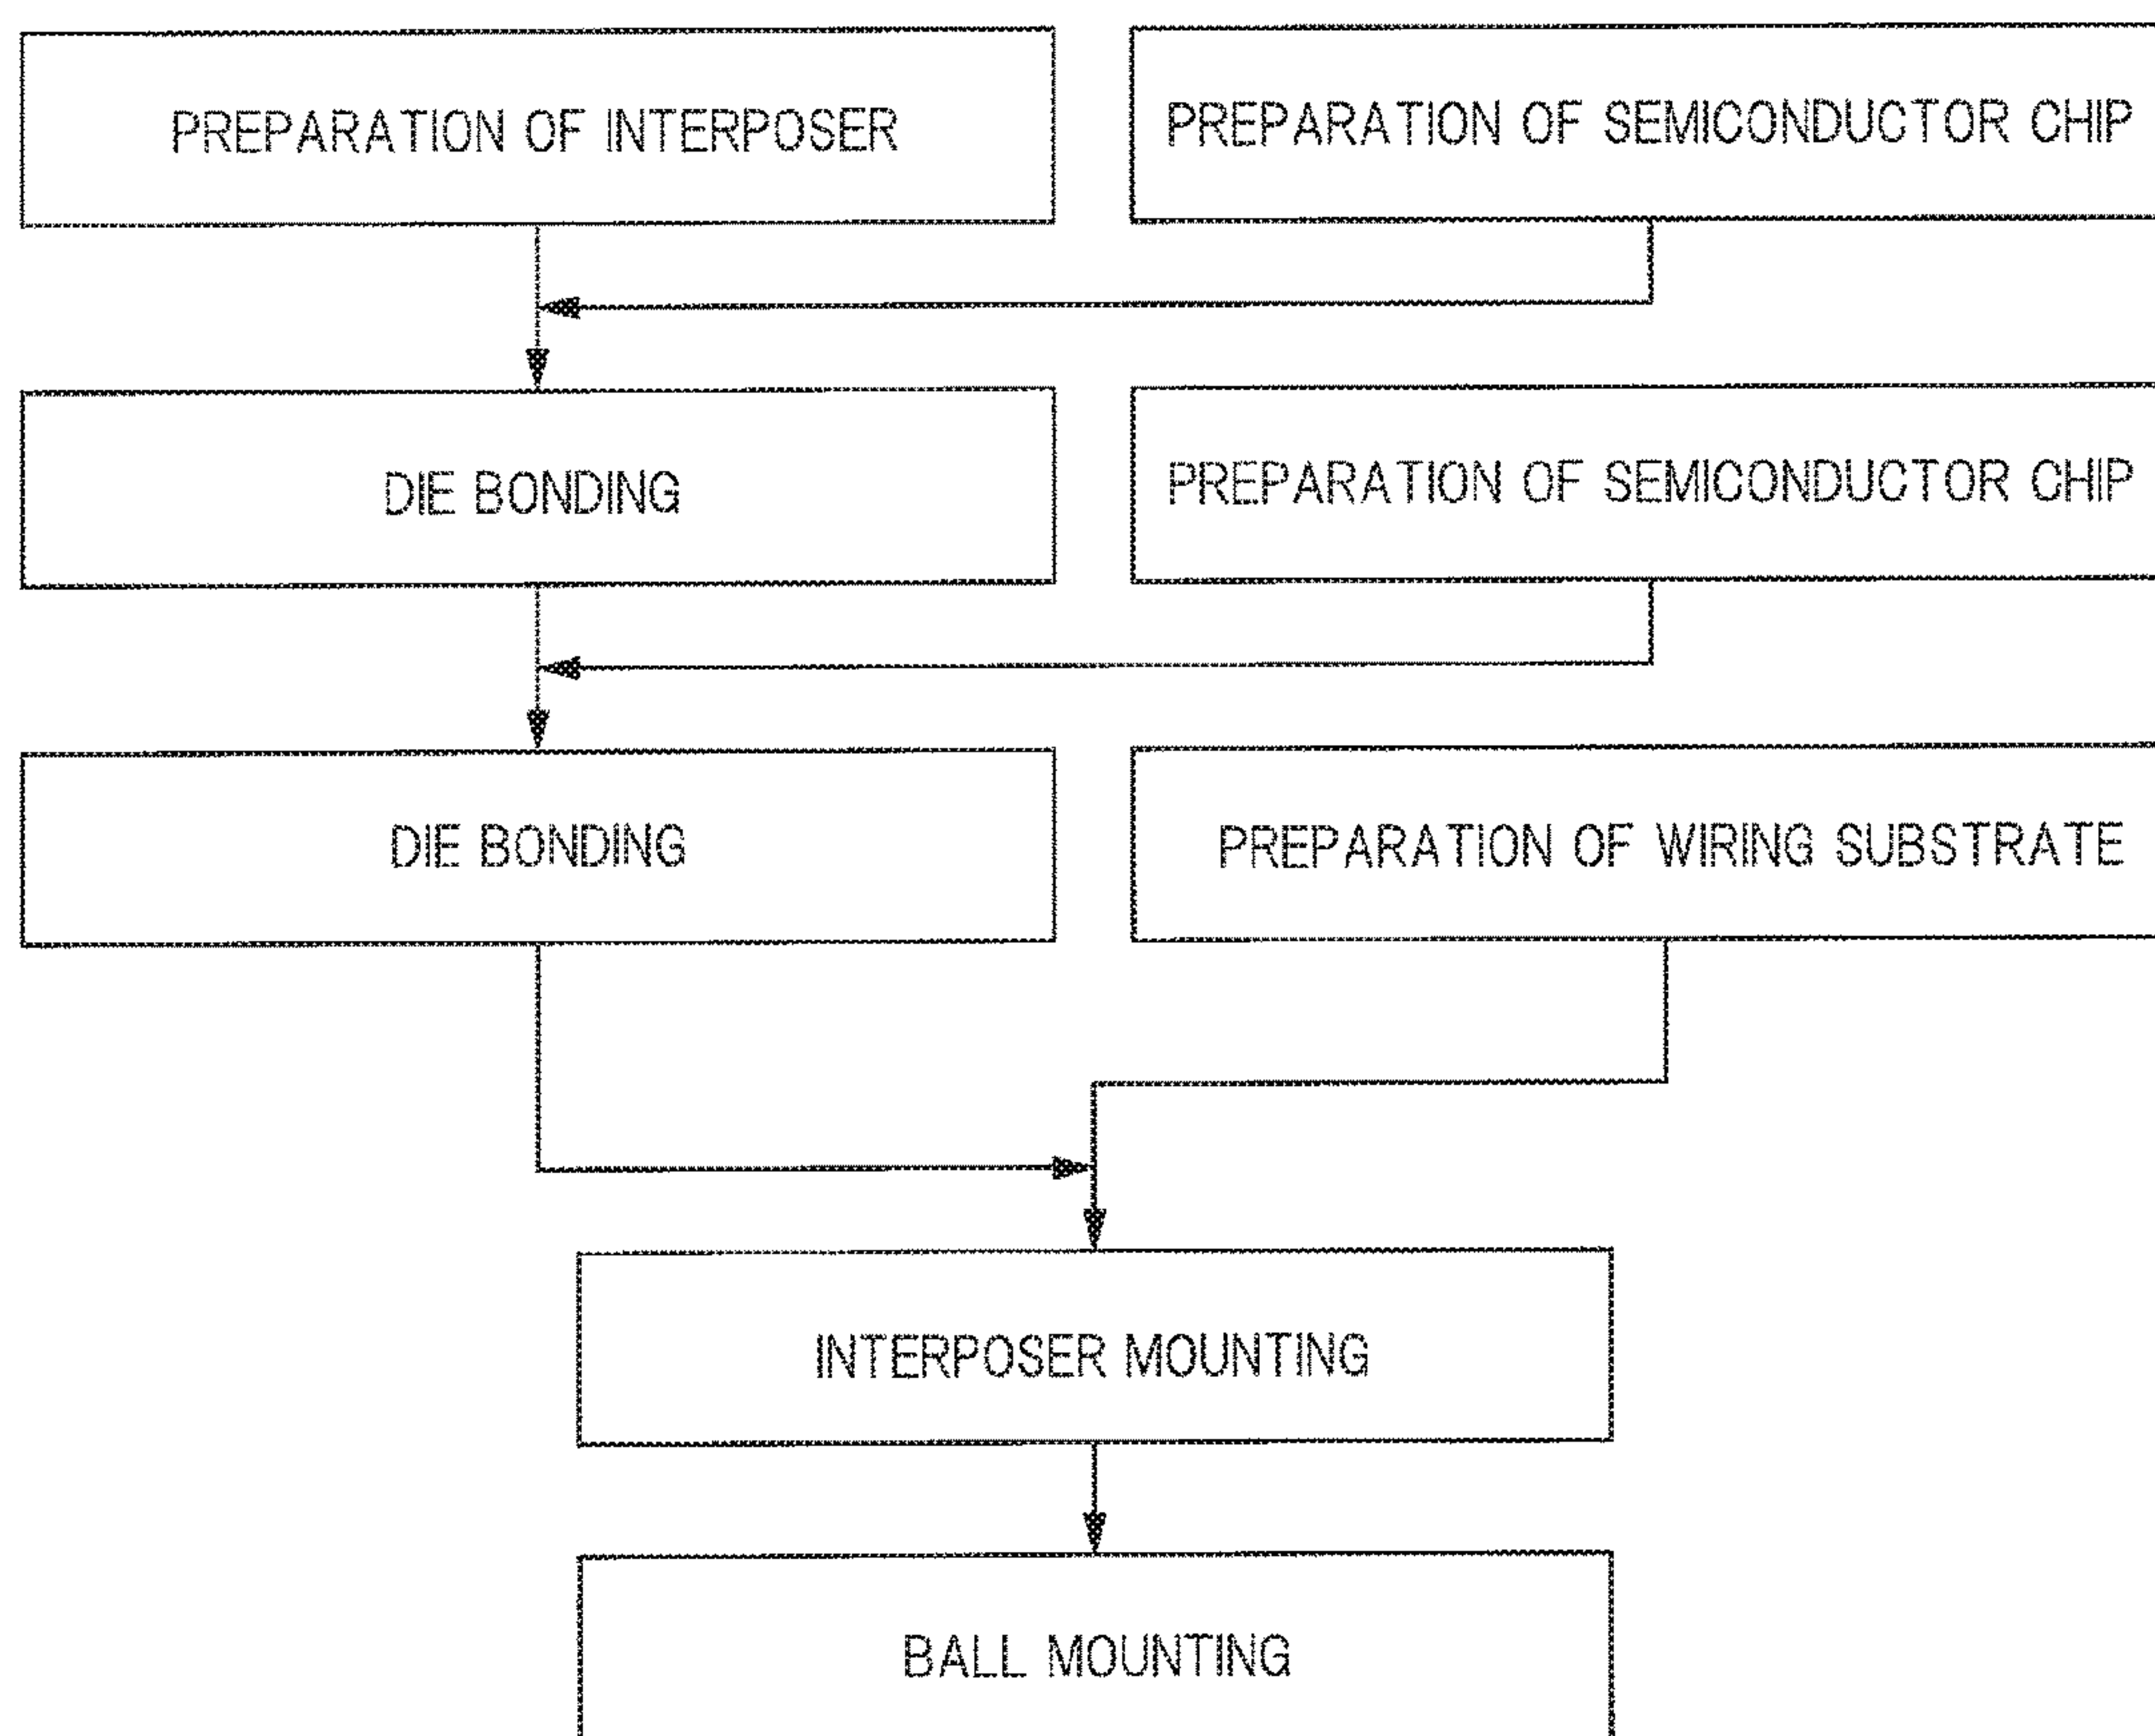 PREPARATION OF INTERPOSER
PREPARATION OF SEMICONDUCTOR CHIP
DIE BONDING
PREPARATION OF SEMICONDUCTOR CHIP
DIE BONDING
PREPARATION OF WIRING SUBSTRATE
INTERPOSER MOUNTING
BALL MOUNTING